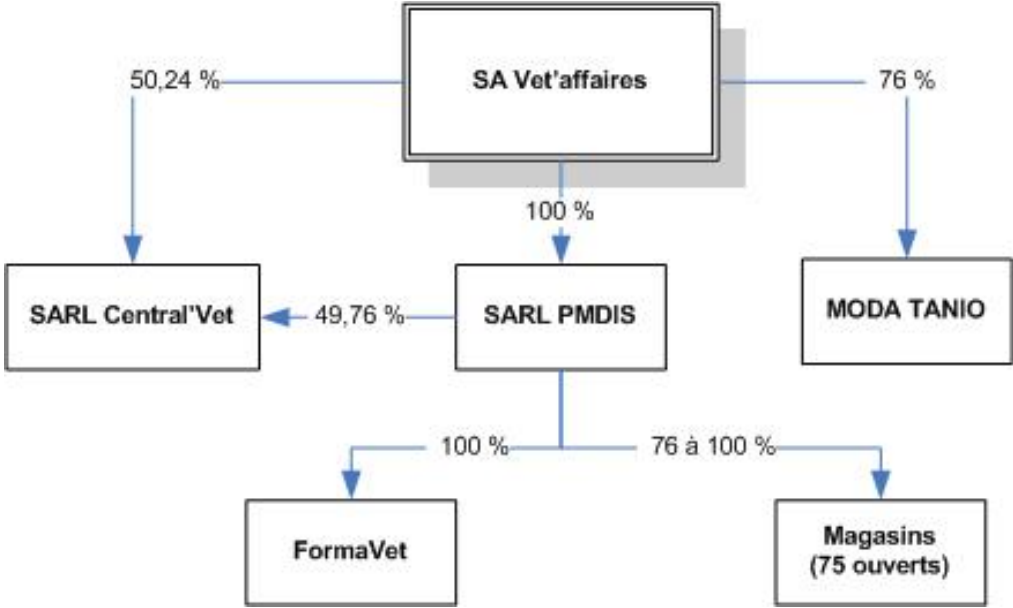 SA Vet'affaires
50,24 %
76 %
100 %
SARL Central'Vet
49,76 %
SARL PMDIS
MODA TANIO
100 %
76 à 100 %
FormaVet
Magasins
(75 ouverts)